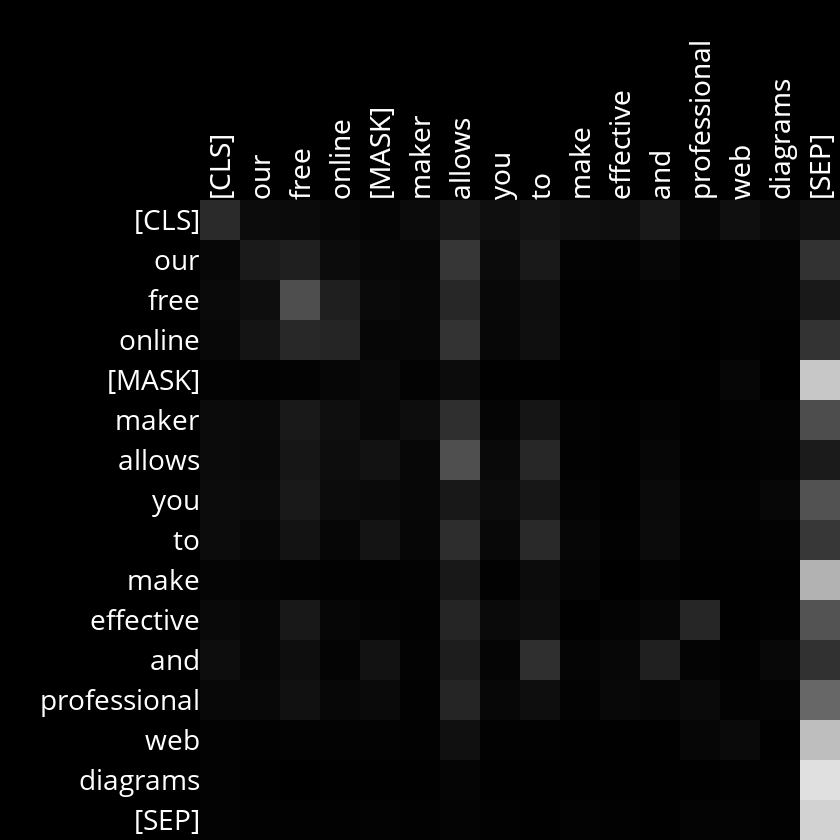 [CLS] our free online [MASK] maker allows you to make effective and professional web diagrams [SEP]
[CLS]
our
free
online
[MASK]
maker
allows
you
to
make
effective
and
professional
web
diagrams
[SEP]